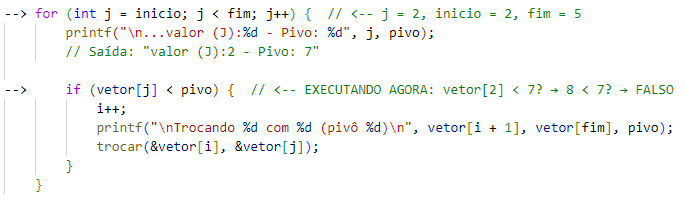 --> for (int j = inicio; j < fim; j++) {  // <-- j = 2, inicio = 2, fim = 5
printf("\n...valor (J):%d - Pivo: %d", j, pivo);
// Saída: "valor (J):2 - Pivo: 7"
--> if (vetor[j] < pivo) {  // <-- EXECUTANDO AGORA: vetor[2] < 7? → 8 < 7? → FALSO
i++;
printf("\nTrocando %d com %d (pivô %d)\n", vetor[i + 1], vetor[fim], pivo);
trocar(&vetor[i], &vetor[j]);
}
}